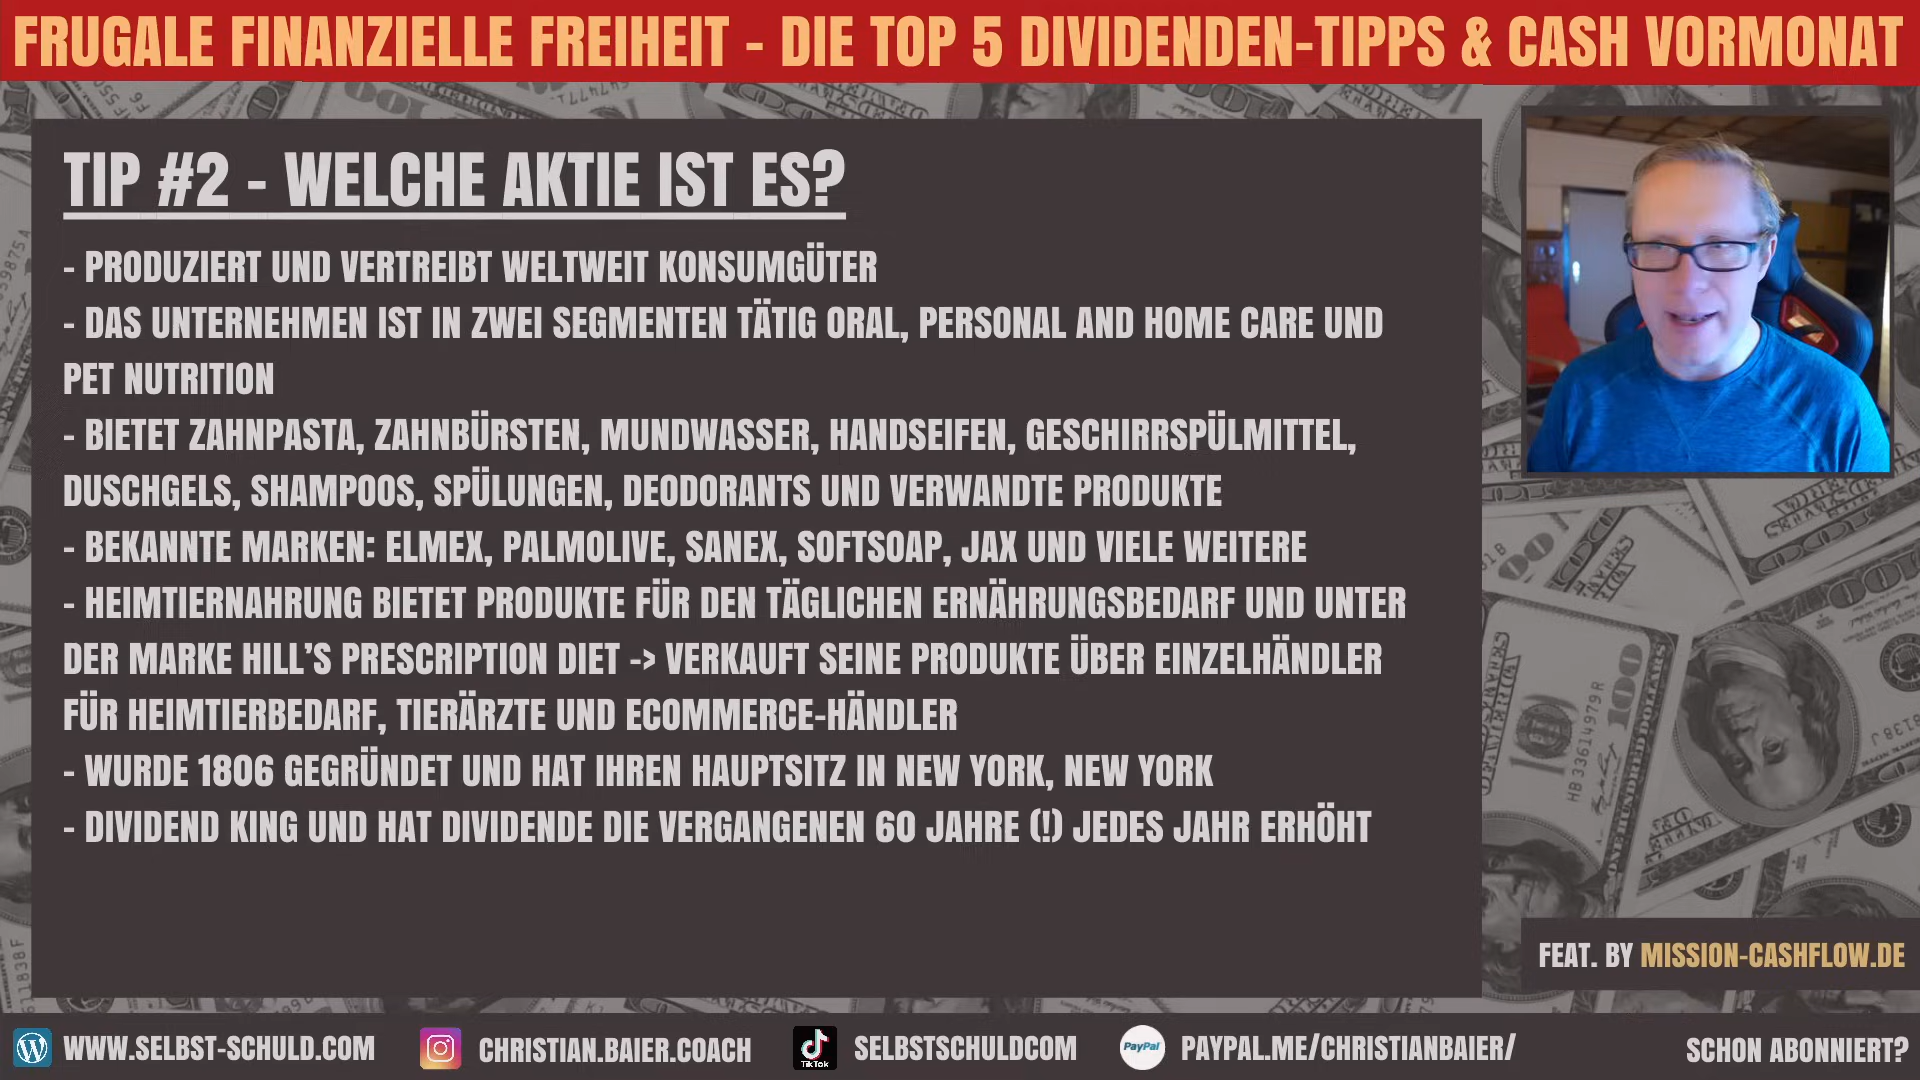 FRUGALE FINANZIELLE FREIHEIT - DIE TOP 5 DIVIDENDEN-TIPPS & CASH VORMONAT
TIP #2 - WELCHE AKTIE IST ES?
- PRODUZIERT UND VERTREIBT WELTWEIT KONSUMGÜTER
- DAS UNTERNEHMEN IST IN ZWEI SEGMENTEN TÄTIG ORAL, PERSONAL AND HOME CARE UND
PET NUTRITION
- BIETET ZAHNPASTA, ZAHNBÜRSTEN, MUNDWASSER, HANDSEIFEN, GESCHIRRSPÜLMITTEL,
DUSCHGELS, SHAMPOOS, SPÜLUNGEN, DEODORANTS UND VERWANDTE PRODUKTE
- BEKANNTE MARKEN: ELMEX, PALMOLIVE, SANEX, SOFTSOAP, JAX UND VIELE WEITERE
- HEIMTIERNAHRUNG BIETET PRODUKTE FÜR DEN TÄGLICHEN ERNÄHRUNGSBEDARF UND UNTER
DER MARKE HILL'S PRESCRIPTION DIET -> VERKAUFT SEINE PRODUKTE ÜBER EINZELHÄNDLER
FÜR HEIMTIERBEDARF, TIERÄRZTE UND ECOMMERCE-HÄNDLER
- WURDE 1806 GEGRÜNDET UND HAT IHREN HAUPTSITZ IN NEW YORK, NEW YORK
- DIVIDEND KING UND HAT DIVIDENDE DIE VERGANGENEN 60 JAHRE (!) JEDES JAHR ERHÖHT
HB33614979R
FEAT. BY MISSION-CASHFLOW.DE
WWW.SELBST-SCHULD.COM
CHRISTIAN.BAIER.COACH
TikTok
SELBSTSCHULDCOM
PayPal
PAYPAL.ME/CHRISTIANBAIER/
SCHON ABONNIERT?